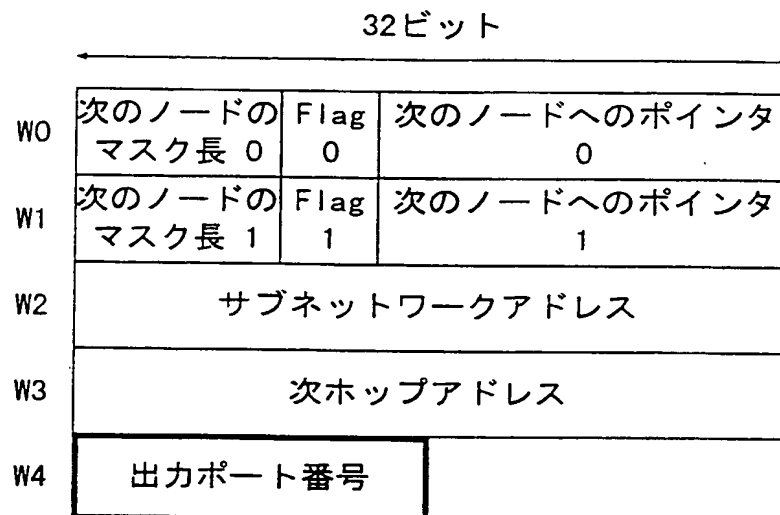 32ビット
W0
次のノードの
マスク長 0
Flag
0
次のノードへのポインタ
0
W1
次のノードの
マスク長 1
Flag
1
次のノードへのポインタ
1
W2
サブネットワークアドレス
W3
次ホップアドレス
W4
出力ポート番号